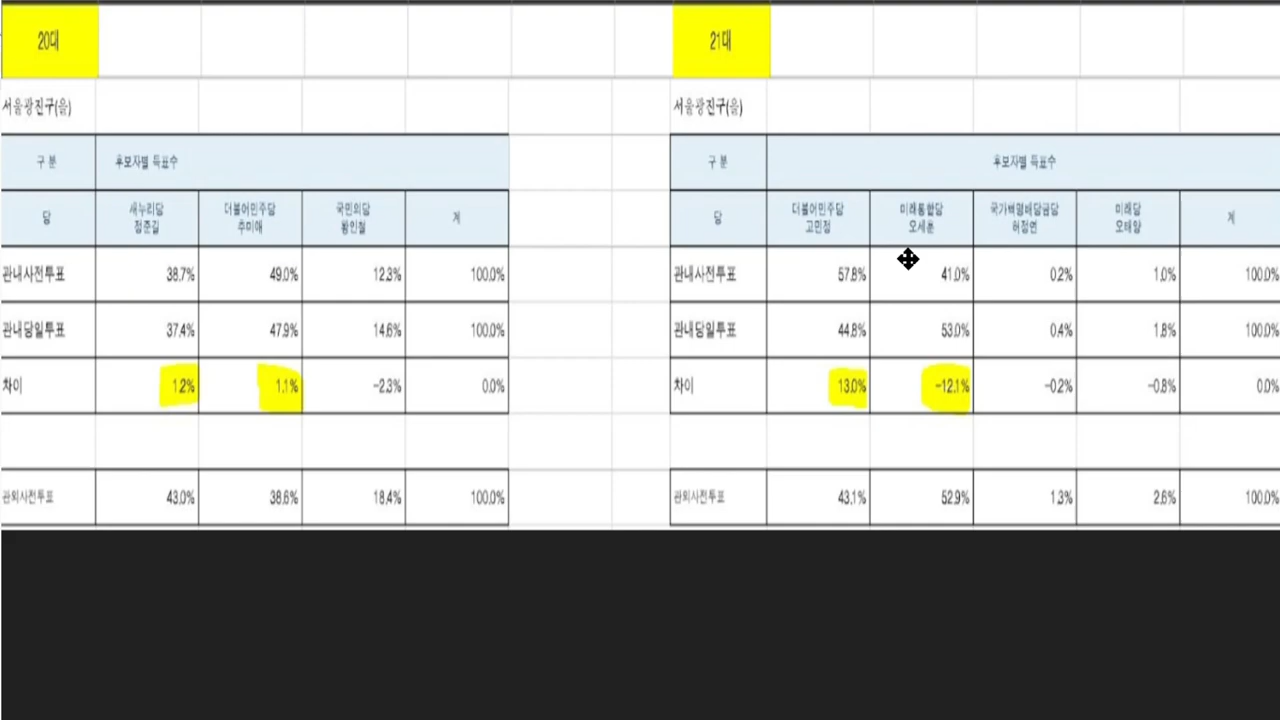 20대
21대
서울광진구(을)
서울광진구(을)
구 분 후보자별 득표수
당 새누리당 더불어민주당 국민의당 계
정준길 추미애 황인철
관내사전투표 38.7% 49.0% 12.3% 100.0%
관내당일투표 37.4% 47.9% 14.6% 100.0%
차이 1.2% 1.1% -2.3% 0.0%
관외사전투표 43.0% 38.6% 18.4% 100.0%
구 분 후보자별 득표수
당 더불어민주당 미래통합당 국가혁명배당금당 미래당 계
고민정 오세훈 허정연 오태양
관내사전투표 57.8% 41.0% 0.2% 1.0% 100.0%
관내당일투표 44.8% 53.0% 0.4% 1.8% 100.0%
차이 13.0% -12.1% -0.2% -0.8% 0.0%
관외사전투표 43.1% 52.9% 1.3% 2.6% 100.0%